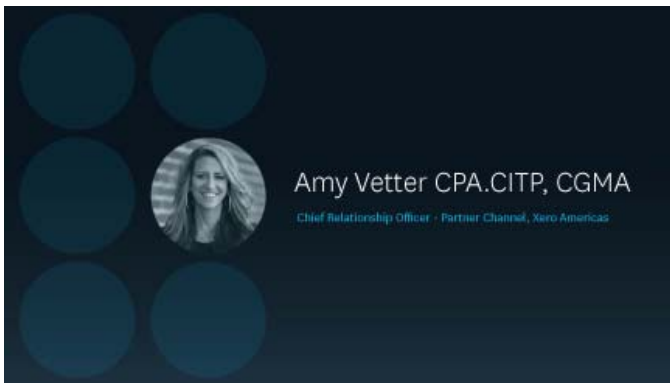 Amy Vetter CPA.CITP, CGMA
Chief Relationship Officer - Partner Channel, Xero Americas